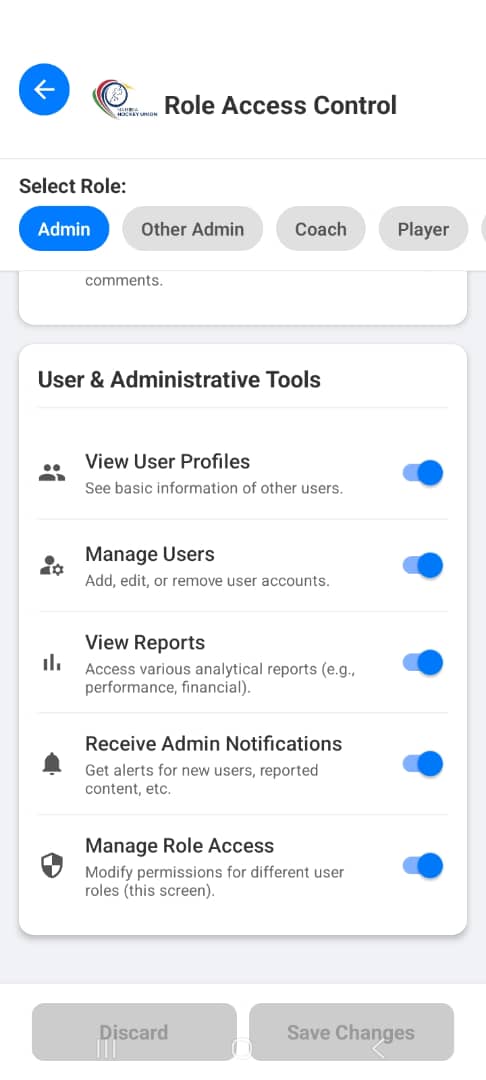 HOCKEY UNION
Role Access Control
Select Role:
Admin
Other Admin
Coach
Player
comments.
User & Administrative Tools
View User Profiles
See basic information of other users.
Manage Users
Add, edit, or remove user accounts.
View Reports
Access various analytical reports (e.g.,
performance, financial).
Receive Admin Notifications
Get alerts for new users, reported
content, etc.
Manage Role Access
Modify permissions for different user
roles (this screen).
Discard
Save Changes